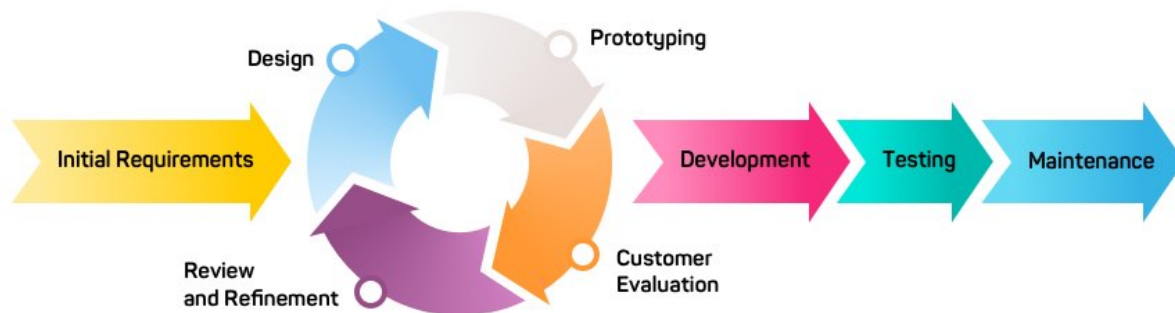 Initial Requirements
Design
Prototyping
Customer
Evaluation
Review
and Refinement
Development
Testing
Maintenance